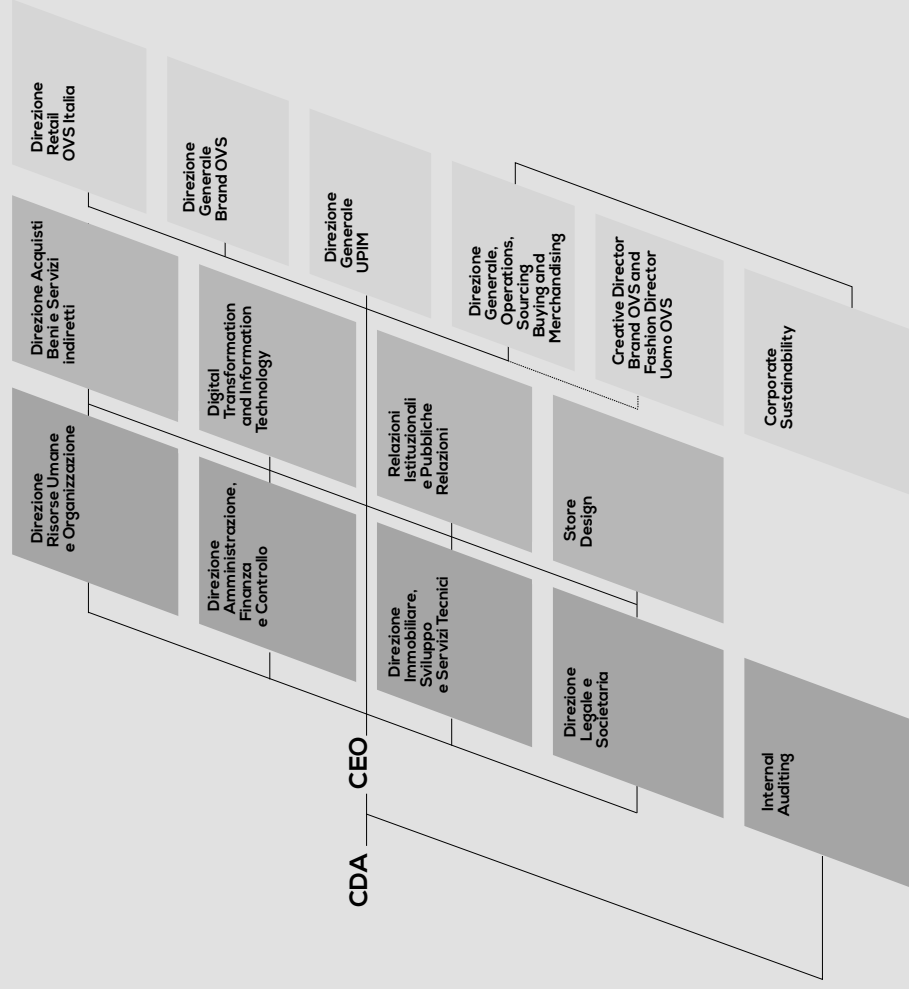 CDA
CEO
Direzione
Risorse Umane
e Organizzazione
Direzione
Amministrazione,
Finanza
e Controllo
Direzione
Immobiliare,
Sviluppo
e Servizi Tecnici
Direzione
Legale e
Societaria
Internal
Auditing
Direzione Acquisti
Beni e Servizi
indiretti
Digital
Transformation
and Information
Technology
Relazioni
Istituzionali
e Pubbliche
Relazioni
Store
Design
Direzione
Retail
OVS Italia
Direzione
Generale
Brand OVS
Direzione
Generale
UPIM
Direzione
Generale,
Operations,
Sourcing
Buying and
Merchandising
Creative Director
Brand OVS and
Fashion Director
Uomo OVS
Corporate
Sustainability